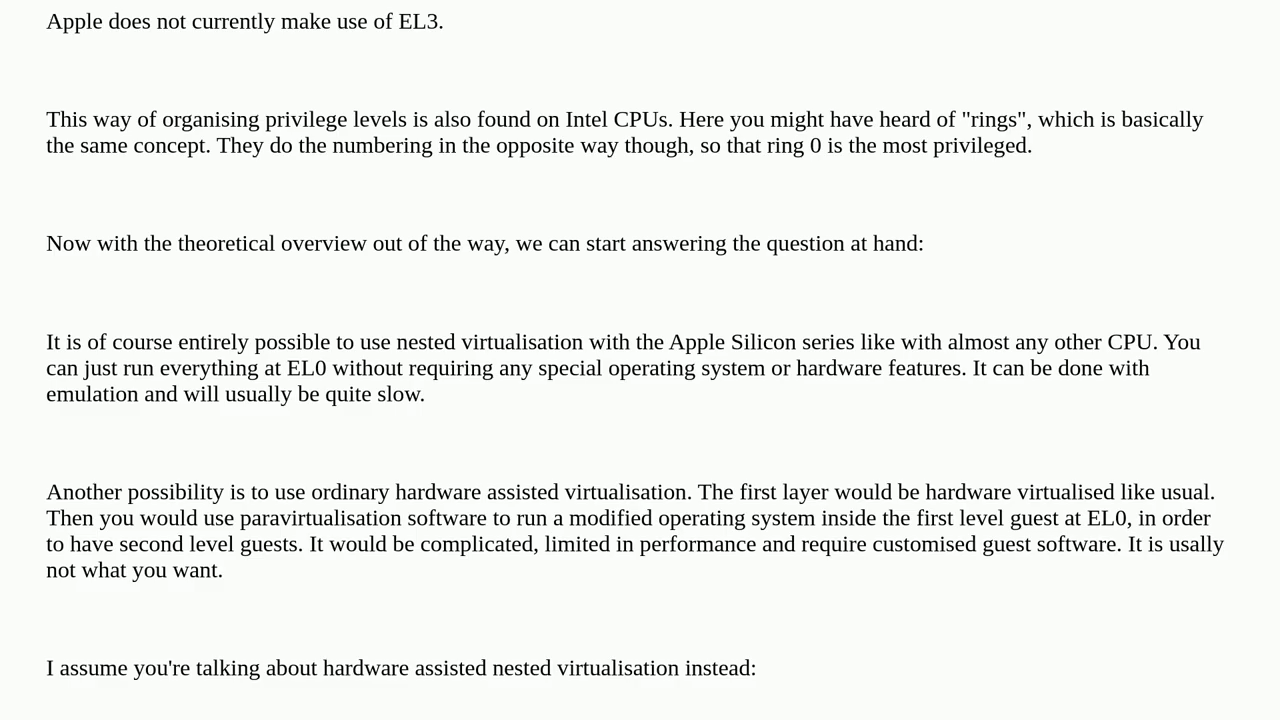 Apple does not currently make use of EL3.
This way of organising privilege levels is also found on Intel CPUs. Here you might have heard of "rings", which is basically
the same concept. They do the numbering in the opposite way though, so that ring 0 is the most privileged.
Now with the theoretical overview out of the way, we can start answering the question at hand:
It is of course entirely possible to use nested virtualisation with the Apple Silicon series like with almost any other CPU. You
can just run everything at EL0 without requiring any special operating system or hardware features. It can be done with
emulation and will usually be quite slow.
Another possibility is to use ordinary hardware assisted virtualisation. The first layer would be hardware virtualised like usual.
Then you would use paravirtualisation software to run a modified operating system inside the first level guest at EL0, in order
to have second level guests. It would be complicated, limited in performance and require customised guest software. It is usally
not what you want.
I assume you're talking about hardware assisted nested virtualisation instead: